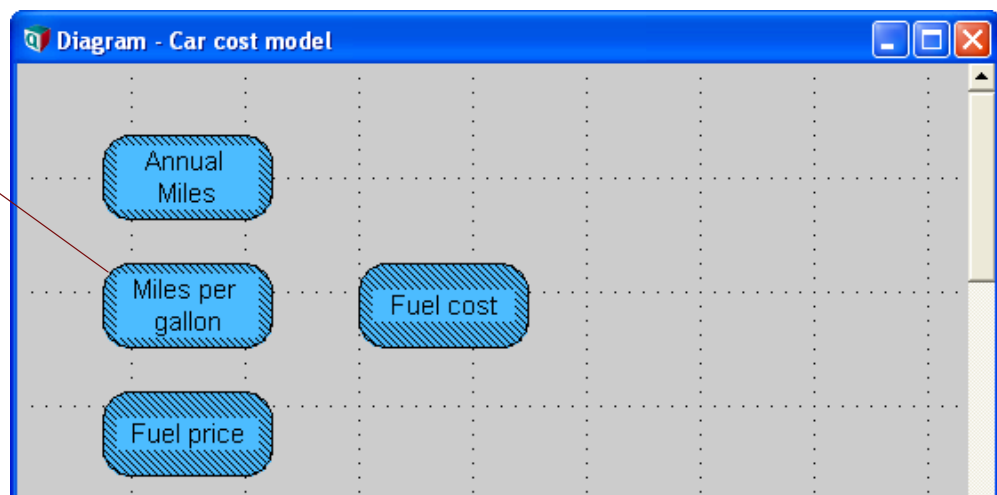 Diagram - Car cost model
Annual
Miles
Miles per
gallon
Fuel cost
Fuel price